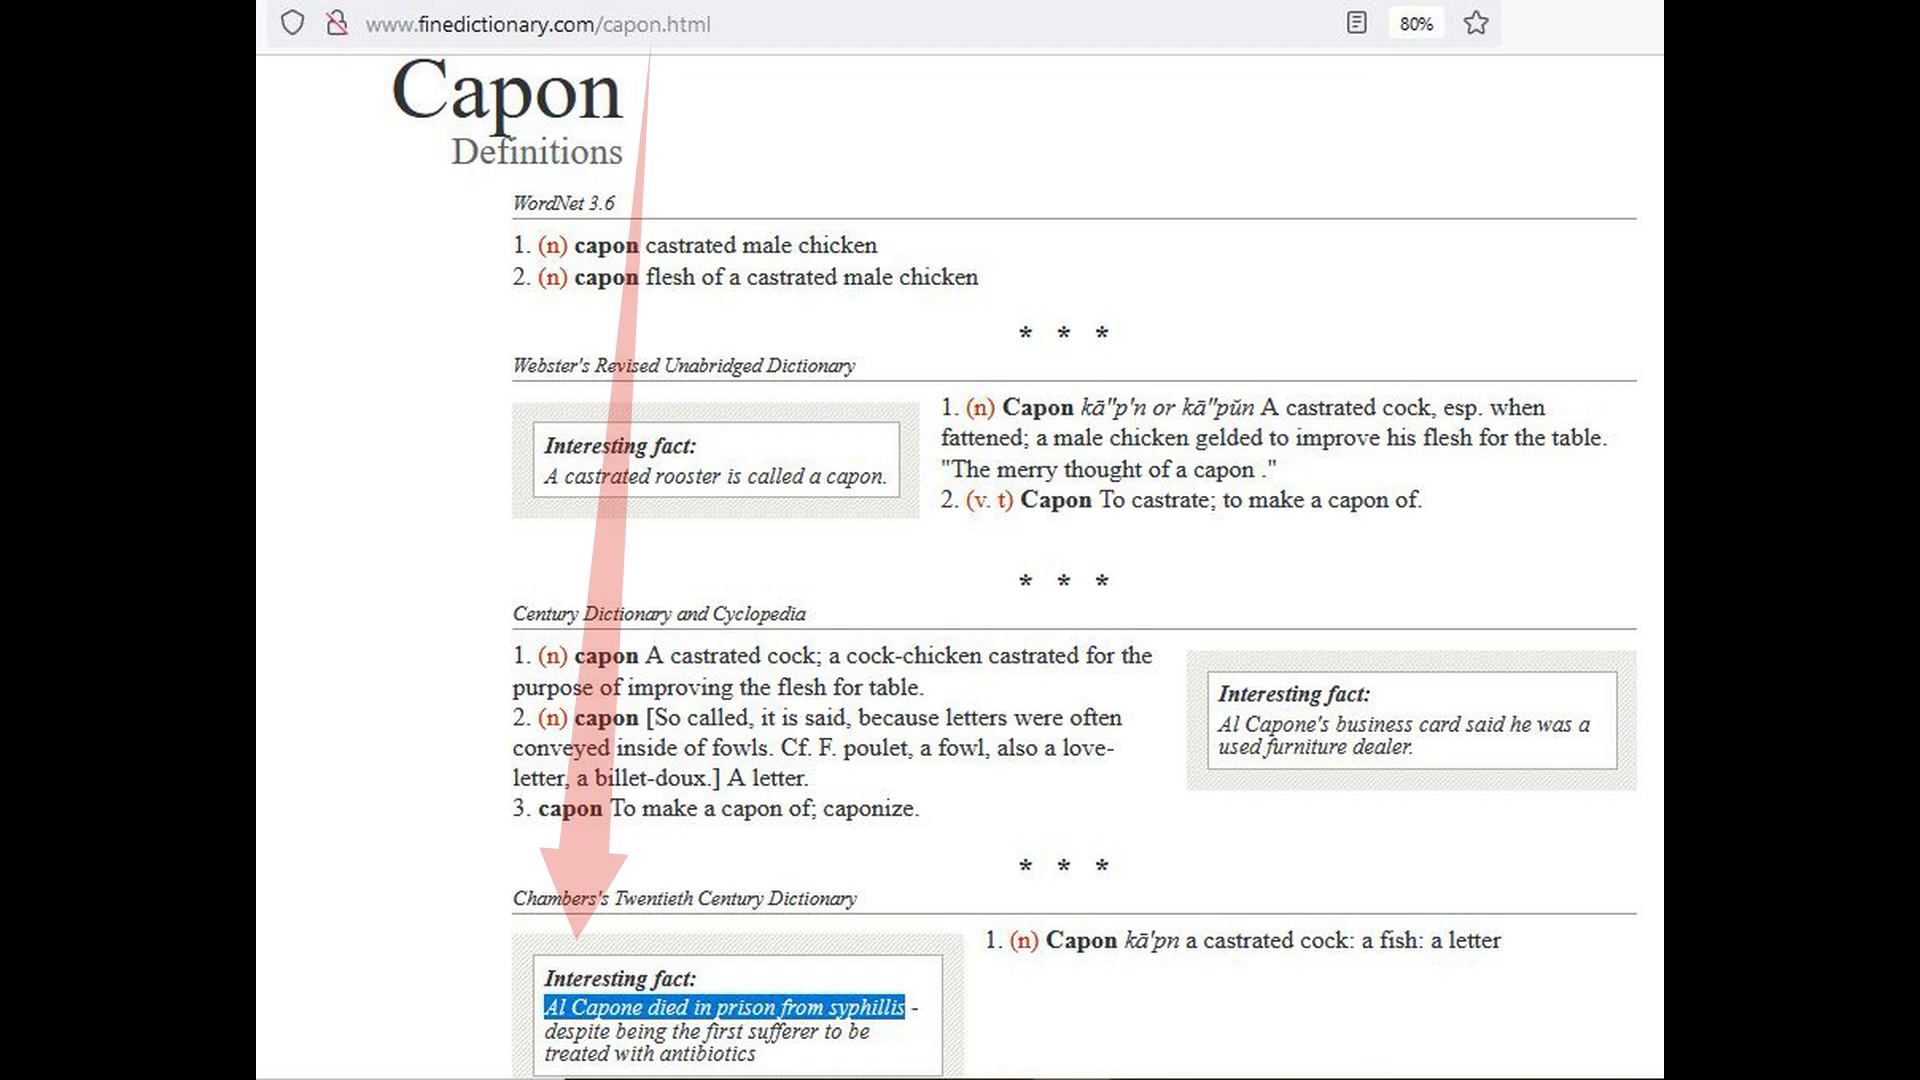 www.finedictionary.com/capon.html
80%
Capon
Definitions
WordNet 3.6
1. (n) capon castrated male chicken
2. (n) capon flesh of a castrated male chicken
* * *
Webster's Revised Unabridged Dictionary
Interesting fact:
A castrated rooster is called a capon.
1. (n) Capon kā"p'n or kā"pŭn A castrated cock, esp. when
fattened; a male chicken gelded to improve his flesh for the table.
"The merry thought of a capon ."
2. (v. t) Capon To castrate; to make a capon of.
* * *
Century Dictionary and Cyclopedia
1. (n) capon A castrated cock; a cock-chicken castrated for the
purpose of improving the flesh for table.
2. (n) capon [So called, it is said, because letters were often
conveyed inside of fowls. Cf. F. poulet, a fowl, also a love-
letter, a billet-doux.] A letter.
3. capon To make a capon of; caponize.
Interesting fact:
Al Capone's business card said he was a
used furniture dealer.
* * *
Chambers's Twentieth Century Dictionary
Interesting fact:
Al Capone died in prison from syphillis -
despite being the first sufferer to be
treated with antibiotics
1. (n) Capon kā'pn a castrated cock: a fish: a letter